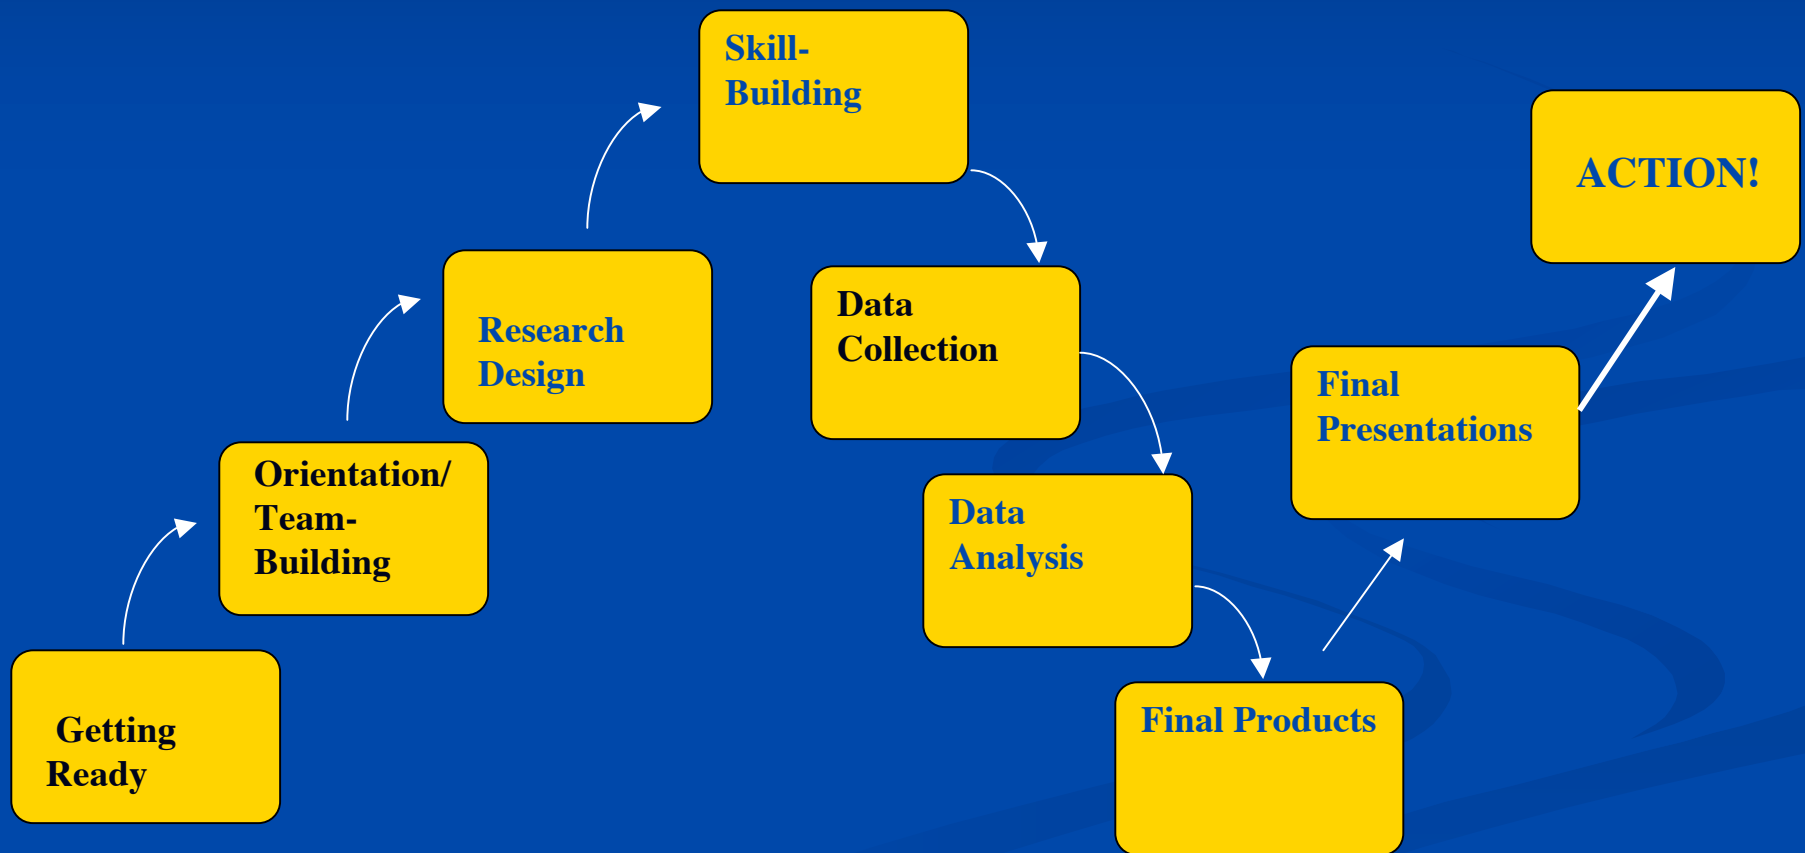 Getting
Ready
Orientation/
Team-
Building
Research
Design
Skill-
Building
Data
Collection
Data
Analysis
Final Products
Final
Presentations
ACTION!